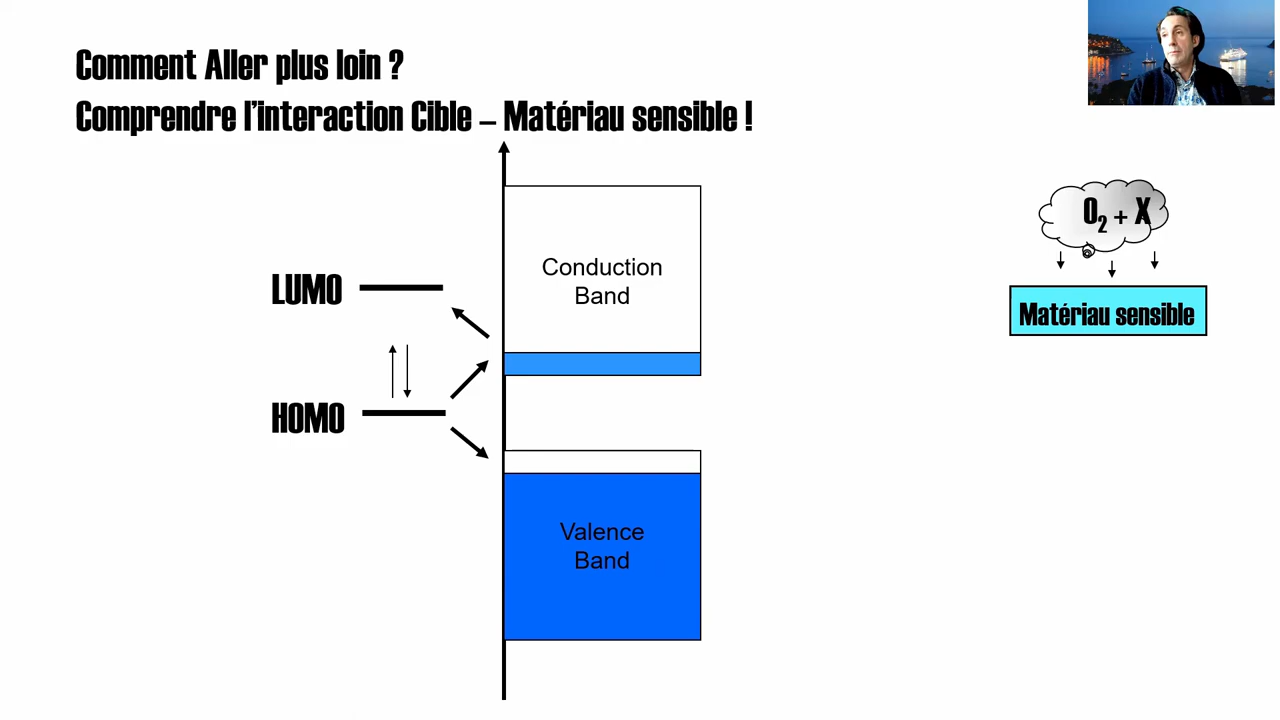 Comment Aller plus loin ?
Comprendre l'interaction Cible – Matériau sensible !
O₂ + X
Conduction
Band
LUMO
Matériau sensible
HOMO
Valence
Band